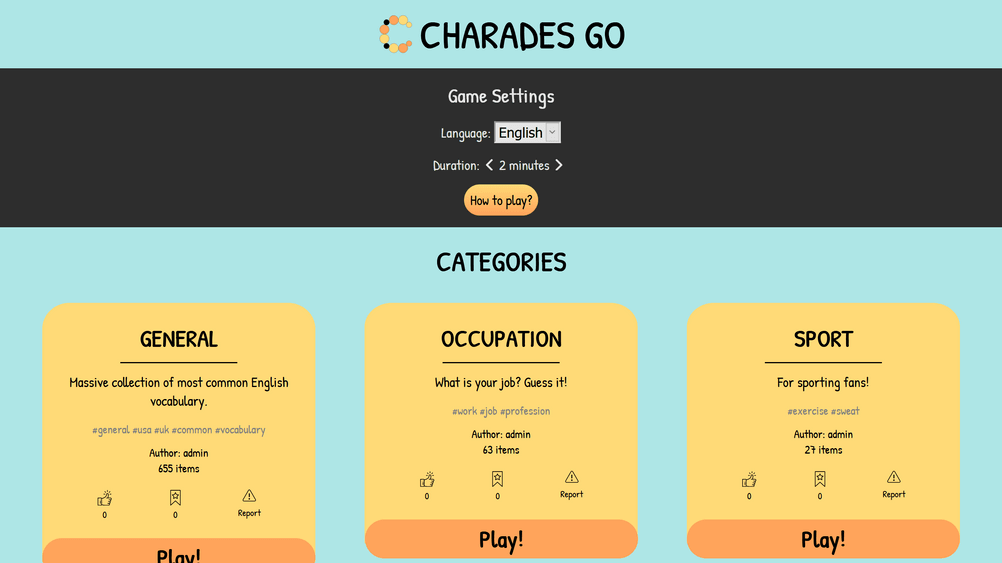 CHARADES GO
Game Settings
Language: English
Duration: 2 minutes
How to play?
CATEGORIES
GENERAL
Massive collection of most common English
vocabulary.
#general #usa #uk #common #vocabulary
Author: admin
655 items
0
0
Report
Play!
OCCUPATION
What is your job? Guess it!
#work #job #profession
Author: admin
63 items
0
0
Report
Play!
SPORT
For sporting fans!
#exercise #sweat
Author: admin
27 items
0
0
Report
Play!